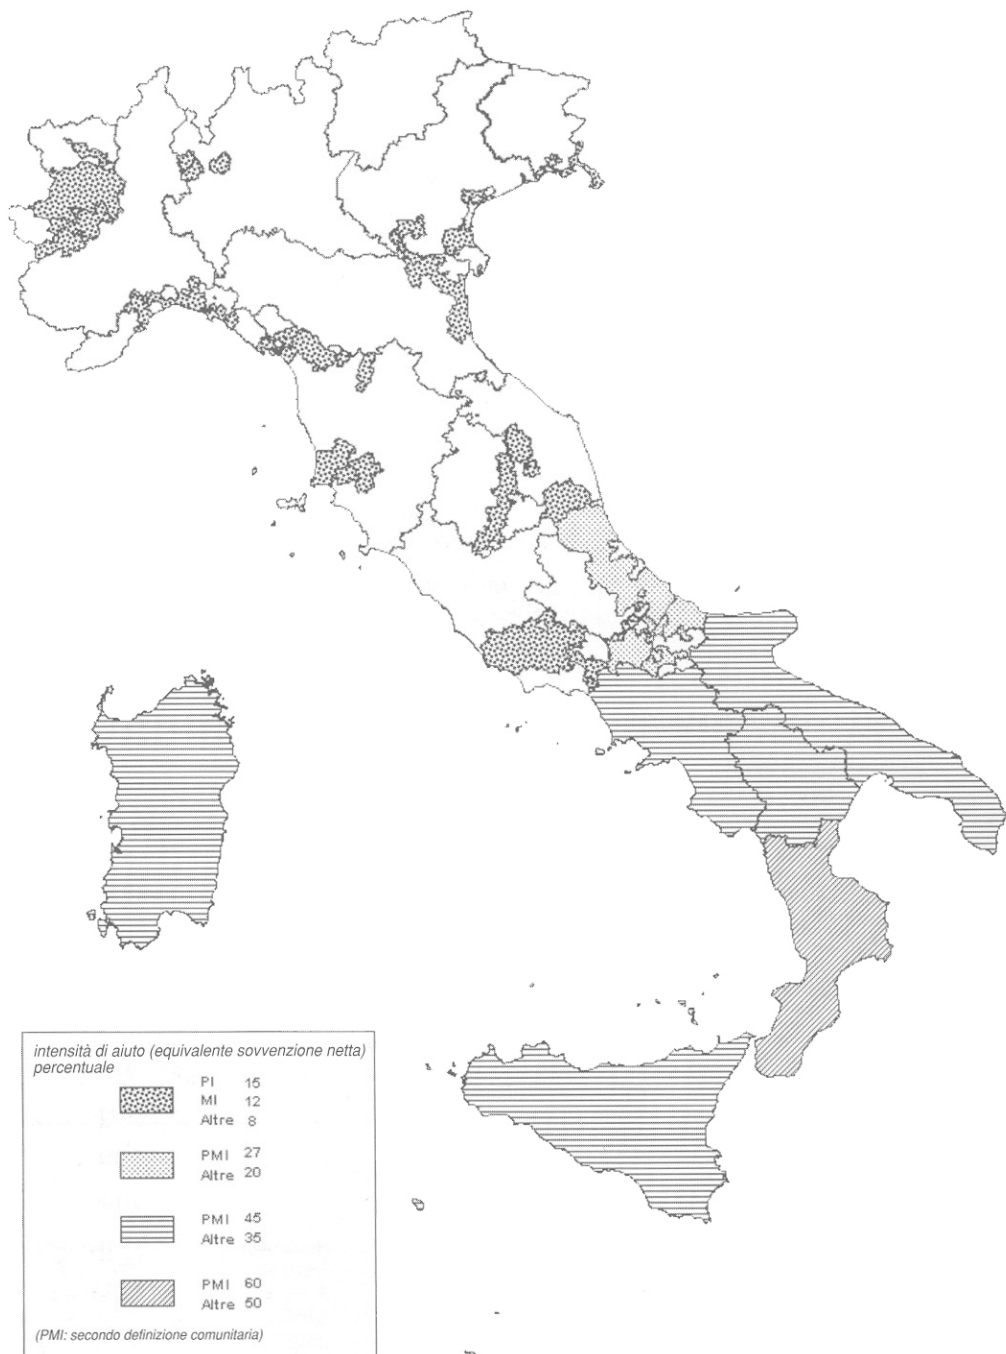 intensità di aiuto (equivalente sovvenzione netta)
percentuale
PI 15
MI 12
Altre 8
PMI 27
Altre 20
PMI 45
Altre 35
PMI 60
Altre 50
(PMI: secondo definizione comunitaria)